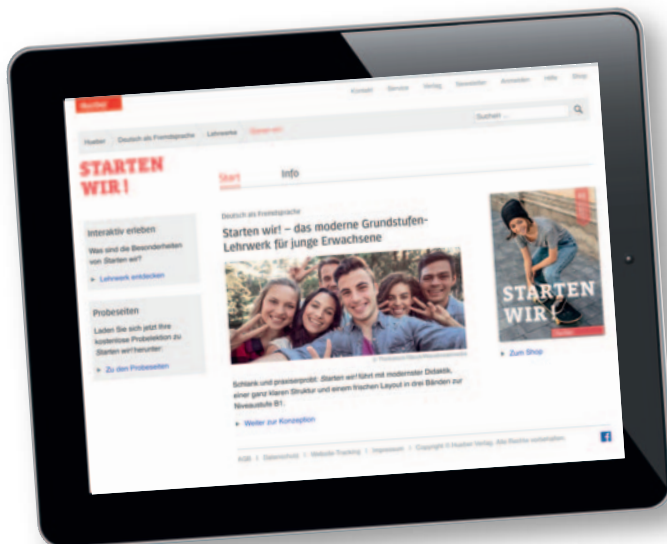 Hueber
Kontakt Service Verlag Newsletter Anmelden Hilfe Shop
Suchen ...
Hueber Deutsch als Fremdsprache Lehrwerke Starten wir!
STARTEN
WIR!
Start Info
Interaktiv erleben
Was sind die Besonderheiten
von Starten wir?
► Lehrwerk entdecken
Probeseiten
Laden Sie sich jetzt Ihre
kostenlose Probelektion zu
Starten wir! herunter:
► Zu den Probeseiten
Deutsch als Fremdsprache
Starten wir! – das moderne Grundstufen-
Lehrwerk für junge Erwachsene
Schlank und praxiserprobt: Starten wir! führt mit modernster Didaktik,
einer ganz klaren Struktur und einem frischen Layout in drei Bänden zur
Niveaustufe B1.
► Weiter zur Konzeption
STARTEN
WIR!
Hueber
► Zum Shop
AGB | Datenschutz | Website-Tracking | Impressum | Copyright © Hueber Verlag. Alle Rechte vorbehalten.
f